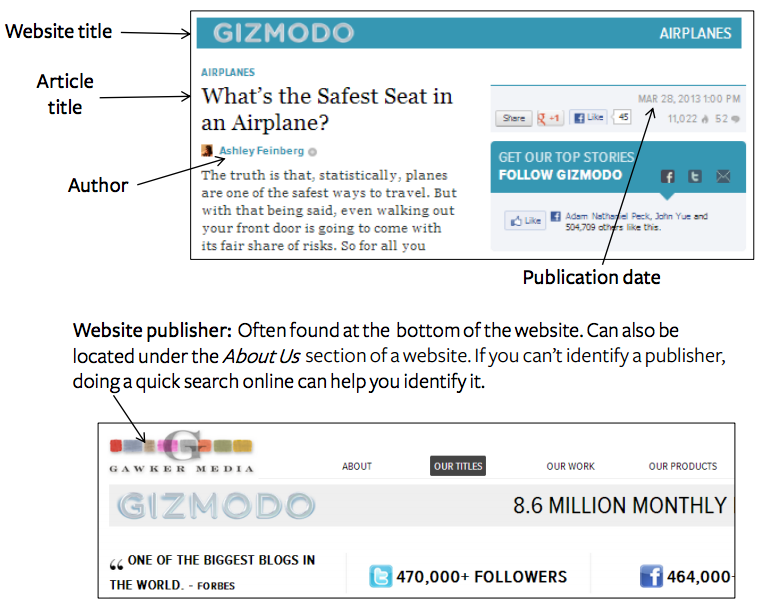 Website title
GIZMODO
AIRPLANES
Article title
AIRPLANES
What's the Safest Seat in
an Airplane?
MAR 28, 2013 1:00 PM
Share
+1
Like
45
11,022
52
Author
Ashley Feinberg
The truth is that, statistically, planes
are one of the safest ways to travel. But
with that being said, even walking out
your front door is going to come with
its fair share of risks. So for all you
GET OUR TOP STORIES
FOLLOW GIZMODO
Like
Adam Nathaniel Peck, John Yue and
504,709 others like this.
Publication date
Website publisher: Often found at the bottom of the website. Can also be
located under the About Us section of a website. If you can't identify a publisher,
doing a quick search online can help you identify it.
G
GAWKER MEDIA
ABOUT
OUR TITLES
OUR WORK
OUR PRODUCTS
GIZMODO
8.6 MILLION MONTHLY
“ ONE OF THE BIGGEST BLOGS IN
THE WORLD. - FORBES
470,000+ FOLLOWERS
464,000